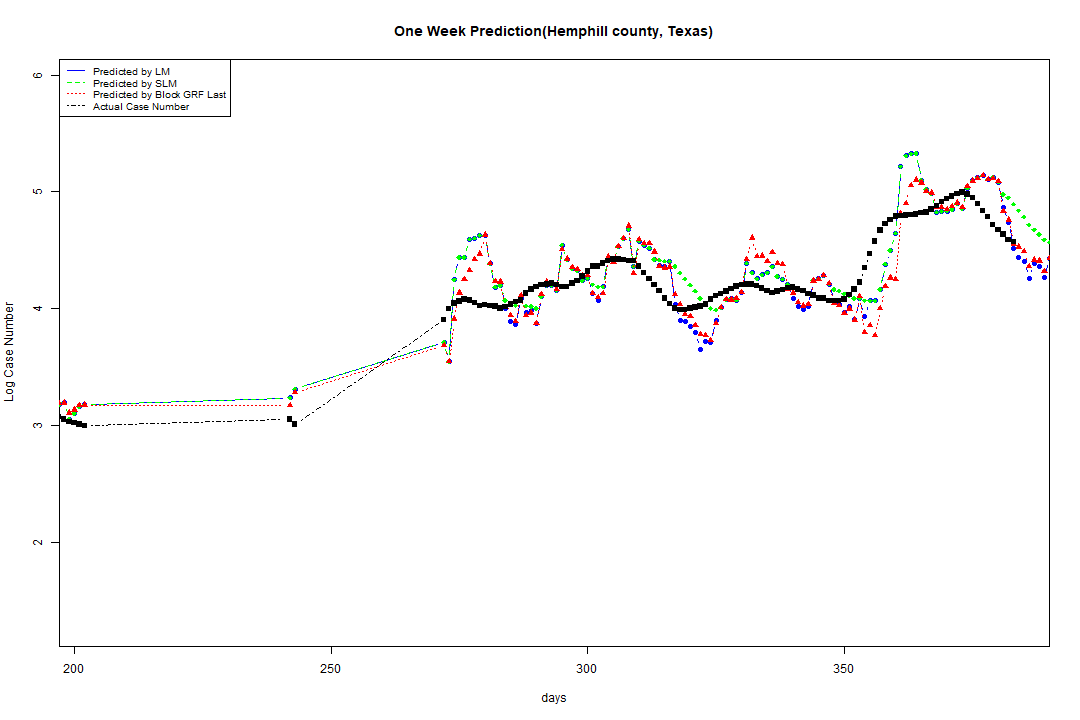 One Week Prediction(Hemphill county, Texas)
Predicted by LM
Predicted by SLM
Predicted by Block GRF Last
Actual Case Number
6
5
4
3
2
Log Case Number
200 250 300 350
days